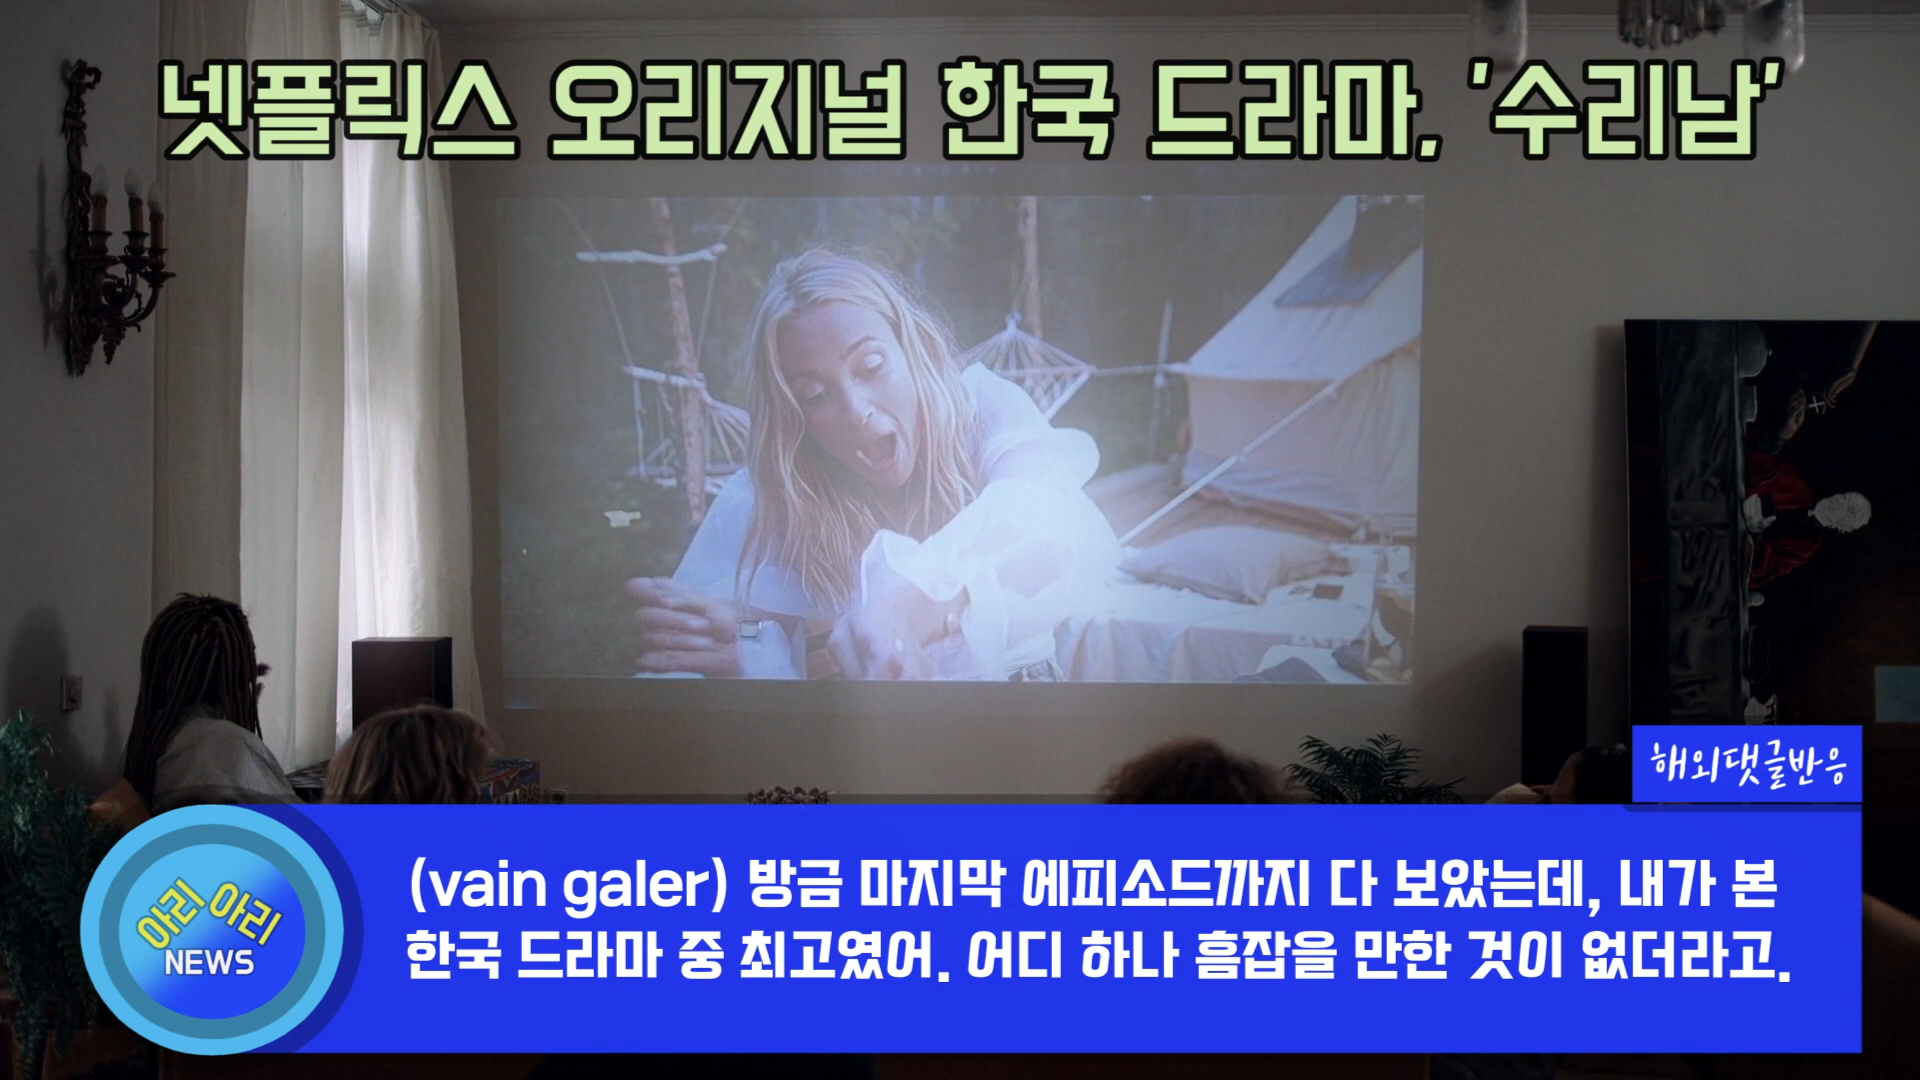 넷플릭스 오리지널 한국 드라마, '수리남'
해외댓글반응
아리 아리
NEWS
(vain galer) 방금 마지막 에피소드까지 다 보았는데, 내가 본
한국 드라마 중 최고였어. 어디 하나 흠잡을 만한 것이 없더라고.